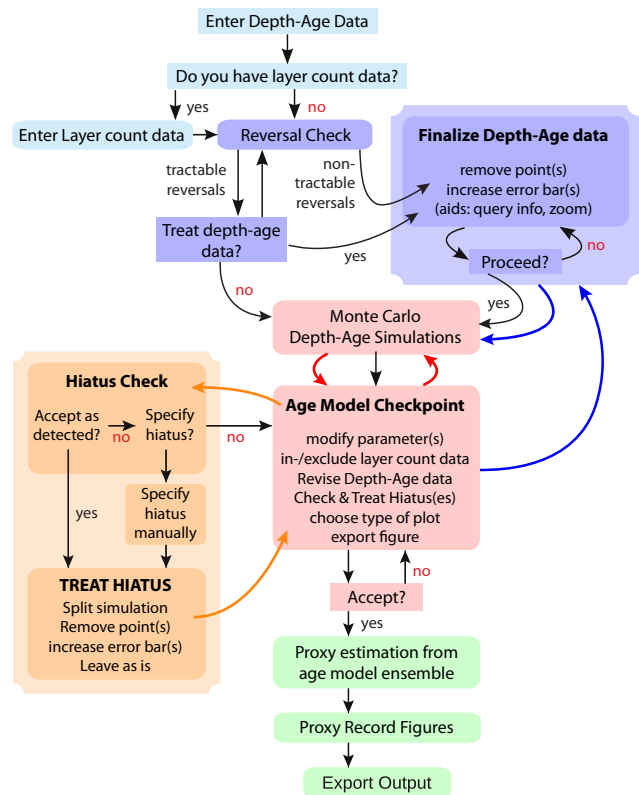 Enter Depth-Age Data
Do you have layer count data?
yes
no
Enter Layer count data
Reversal Check
tractable
reversals
non-
tractable
reversals
Treat depth-age
data?
yes
no
Finalize Depth-Age data
remove point(s)
increase error bar(s)
(aids: query info, zoom)
Proceed?
no
yes
Monte Carlo
Depth-Age Simulations
Hiatus Check
Accept as
detected?
no
Specify
hiatus?
no
yes
Specify
hiatus
manually
TREAT HIATUS
Split simulation
Remove point(s)
increase error bar(s)
Leave as is
Age Model Checkpoint
modify parameter(s)
in-/exclude layer count data
Revise Depth-Age data
Check & Treat Hiatus(es)
choose type of plot
export figure
no
Accept?
yes
Proxy estimation from
age model ensemble
Proxy Record Figures
Export Output